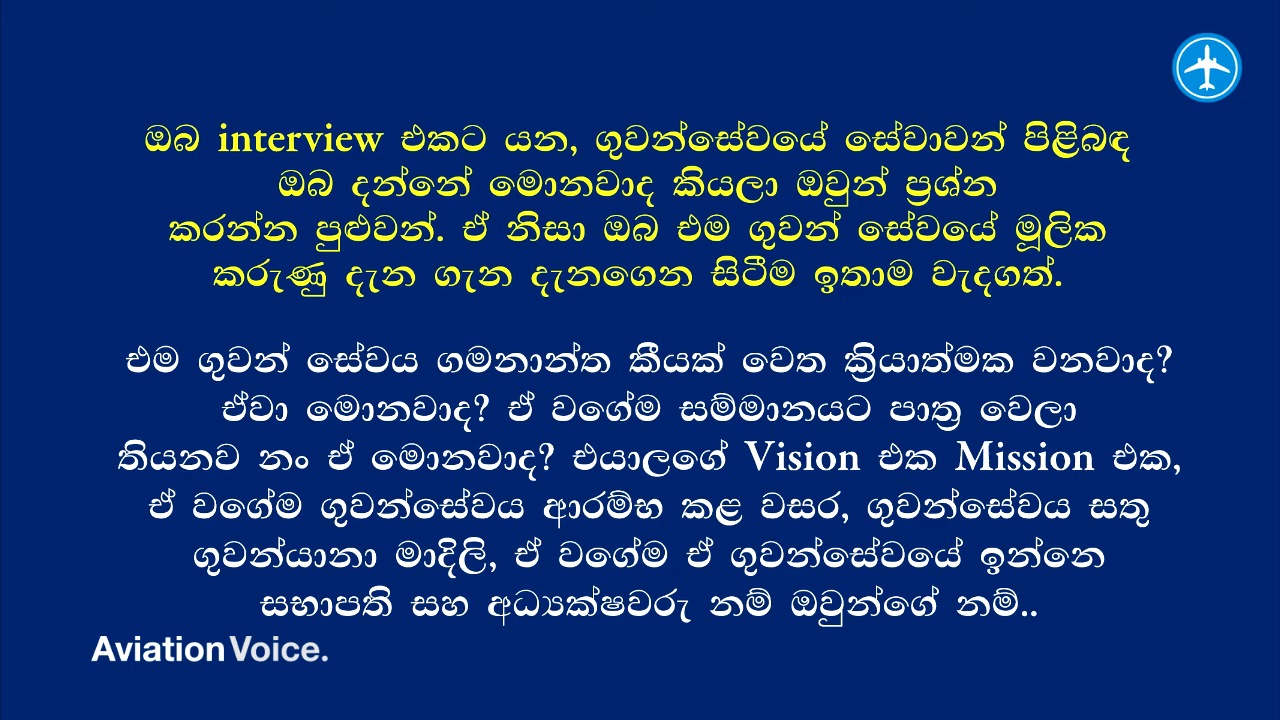 ඔබ interview එකට යන, ගුවන්සේවයේ සේවාවන් පිළිබඳ
ඔබ දන්නේ මොනවාද කියලා ඔවුන් ප්‍රශ්න
කරන්න පුළුවන්. ඒ නිසා ඔබ එම ගුවන් සේවයේ මූලික
කරුණු දැන ගැන දැනගෙන සිටීම ඉතාම වැදගත්.
එම ගුවන් සේවය ගමනාන්ත කීයක් වෙත ක්‍රියාත්මක වනවාද?
ඒවා මොනවාද? ඒ වගේම සම්මානයට පාත්‍ර වෙලා
තියනව නං ඒ මොනවාද? එයාලගේ Vision එක Mission එක,
ඒ වගේම ගුවන්සේවය ආරම්භ කළ වසර, ගුවන්සේවය සතු
ගුවන්යානා මාදිලි, ඒ වගේම ඒ ගුවන්සේවයේ ඉන්නෙ
සභාපති සහ අධ්‍යක්ෂවරු නම් ඔවුන්ගේ නම්..
Aviation Voice.